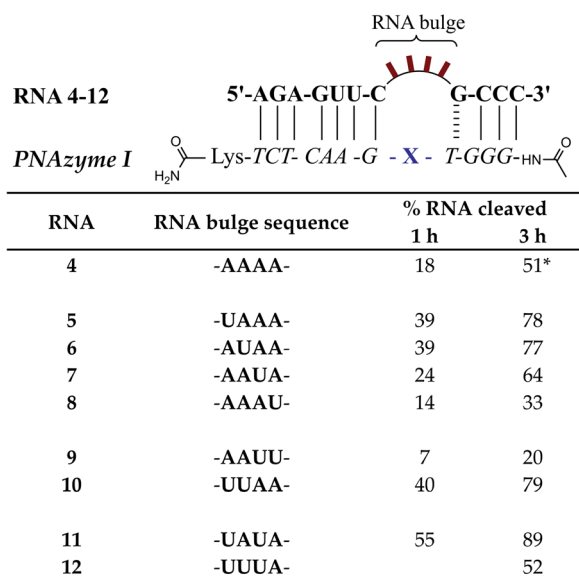 RNA bulge
RNA 4-12 5'-AGA-GUU-C G-CCC-3'
PNAzyme I H₂N O Lys-TCT-CAA-G -X- T-GGG-HN O
RNA RNA bulge sequence % RNA cleaved
1 h 3 h
4 -AAAA- 18 51*
5 -UAAA- 39 78
6 -AUAA- 39 77
7 -AAUA- 24 64
8 -AAAU- 14 33
9 -AAUU- 7 20
10 -UUAA- 40 79
11 -UAUA- 55 89
12 -UUUA- 52